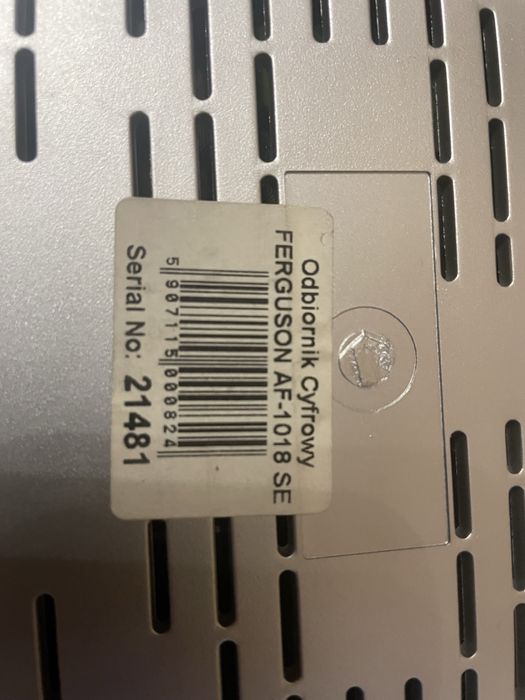 Odbiornik Cyfrowy
FERGUSON AF-1018 SE
5 907115 000824
Serial No: 21481